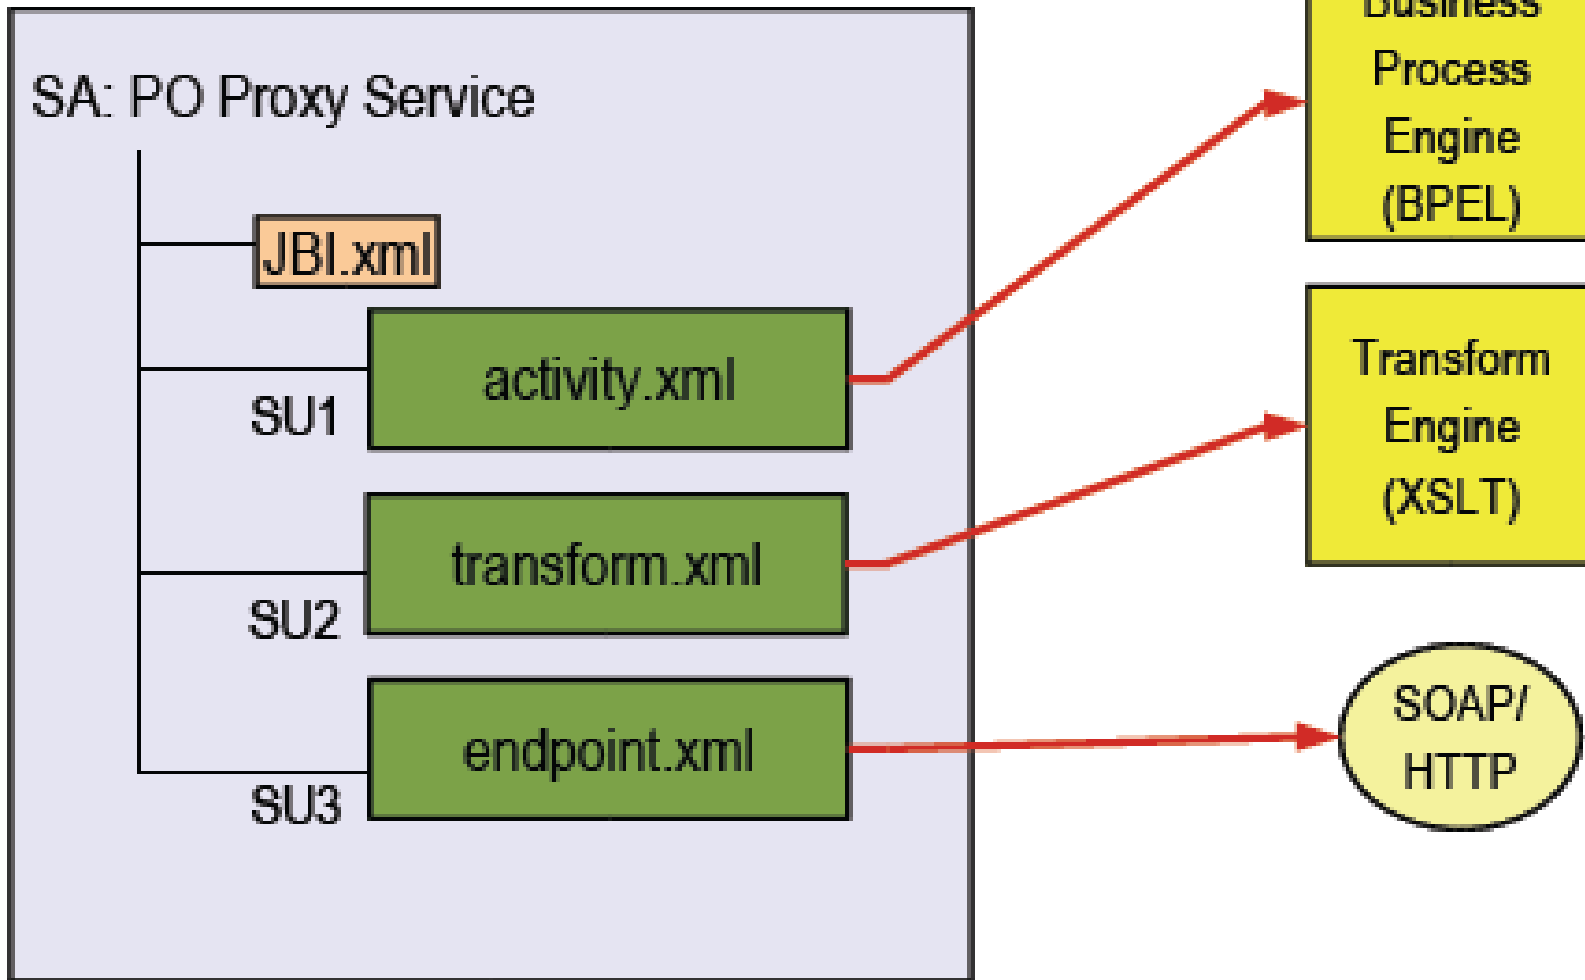 SA: PO Proxy Service
JBI.xml
activity.xml
SU1
transform.xml
SU2
endpoint.xml
SU3
Business
Process
Engine
(BPEL)
Transform
Engine
(XSLT)
SOAP/
HTTP